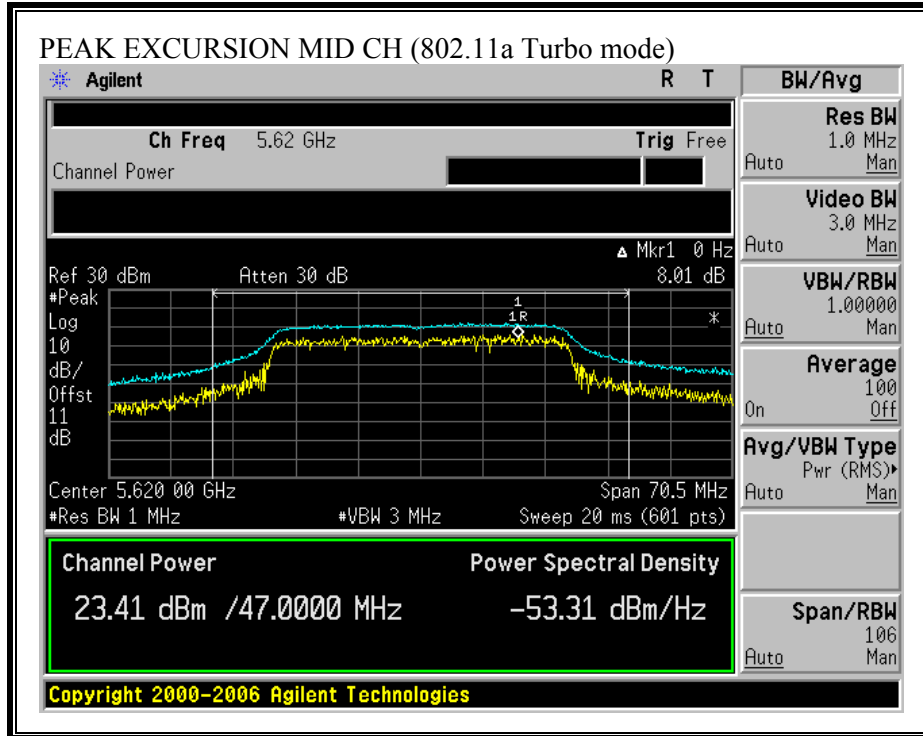 PEAK EXCURSION MID CH (802.11a Turbo mode)
Agilent R T
Ch Freq 5.62 GHz Trig Free
Channel Power
Δ Mkr1 0 Hz
Ref 30 dBm Atten 30 dB 8.01 dB
#Peak
Log
10
dB/
Offst
11
dB
1
1R
*
Center 5.620 00 GHz Span 70.5 MHz
#Res BW 1 MHz #VBW 3 MHz Sweep 20 ms (601 pts)
Channel Power Power Spectral Density
23.41 dBm /47.0000 MHz -53.31 dBm/Hz
Copyright 2000-2006 Agilent Technologies
BW/Avg
Res BW
1.0 MHz
Auto Man
Video BW
3.0 MHz
Auto Man
VBW/RBW
1.00000
Auto Man
Average
100
On Off
Avg/VBW Type
Pwr (RMS)▸
Auto Man
Span/RBW
106
Auto Man